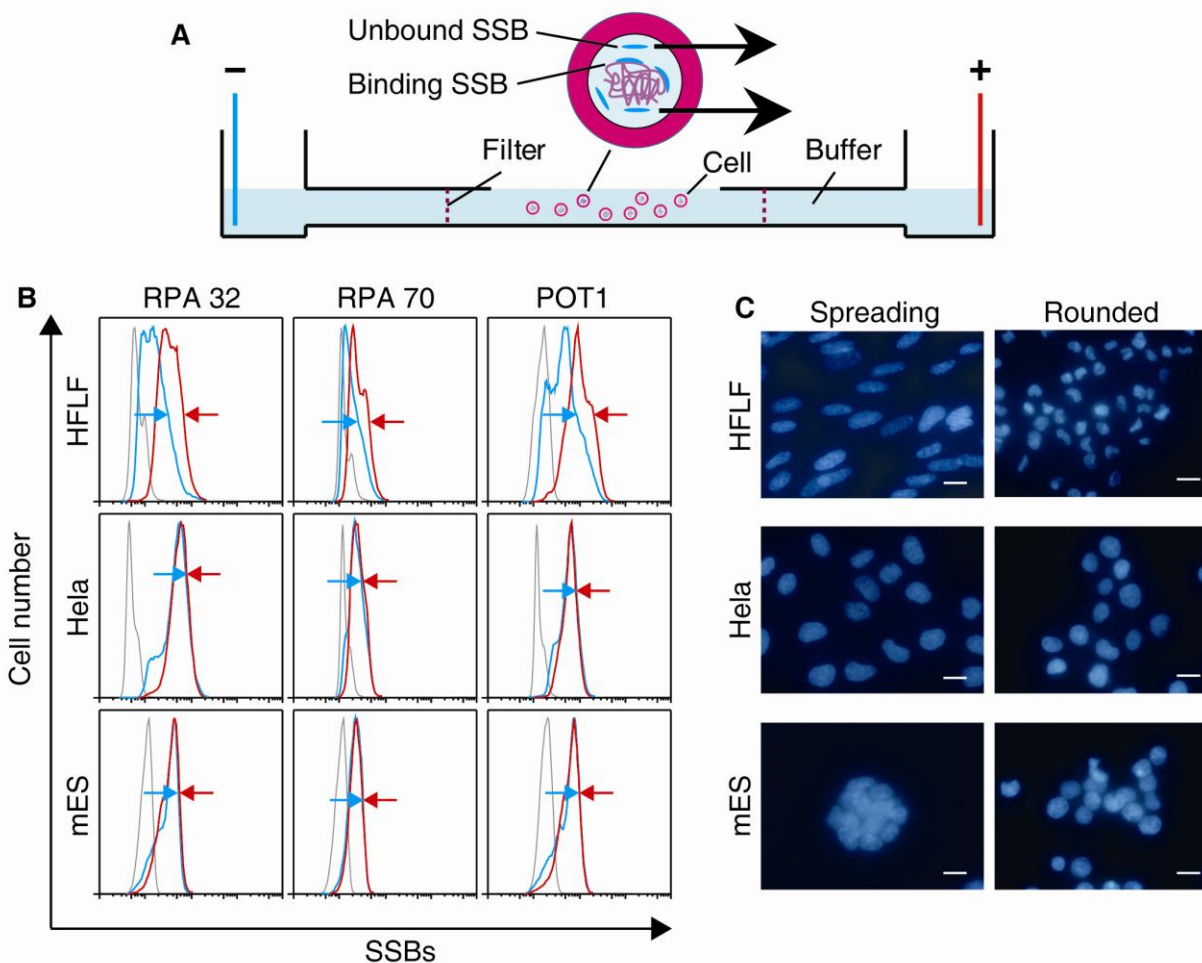 A
Unbound SSB
Binding SSB
−
+
Filter
Cell
Buffer
B
RPA 32
RPA 70
POT1
HFLF
Hela
mES
Cell number
SSBs
C
Spreading
Rounded
HFLF
Hela
mES